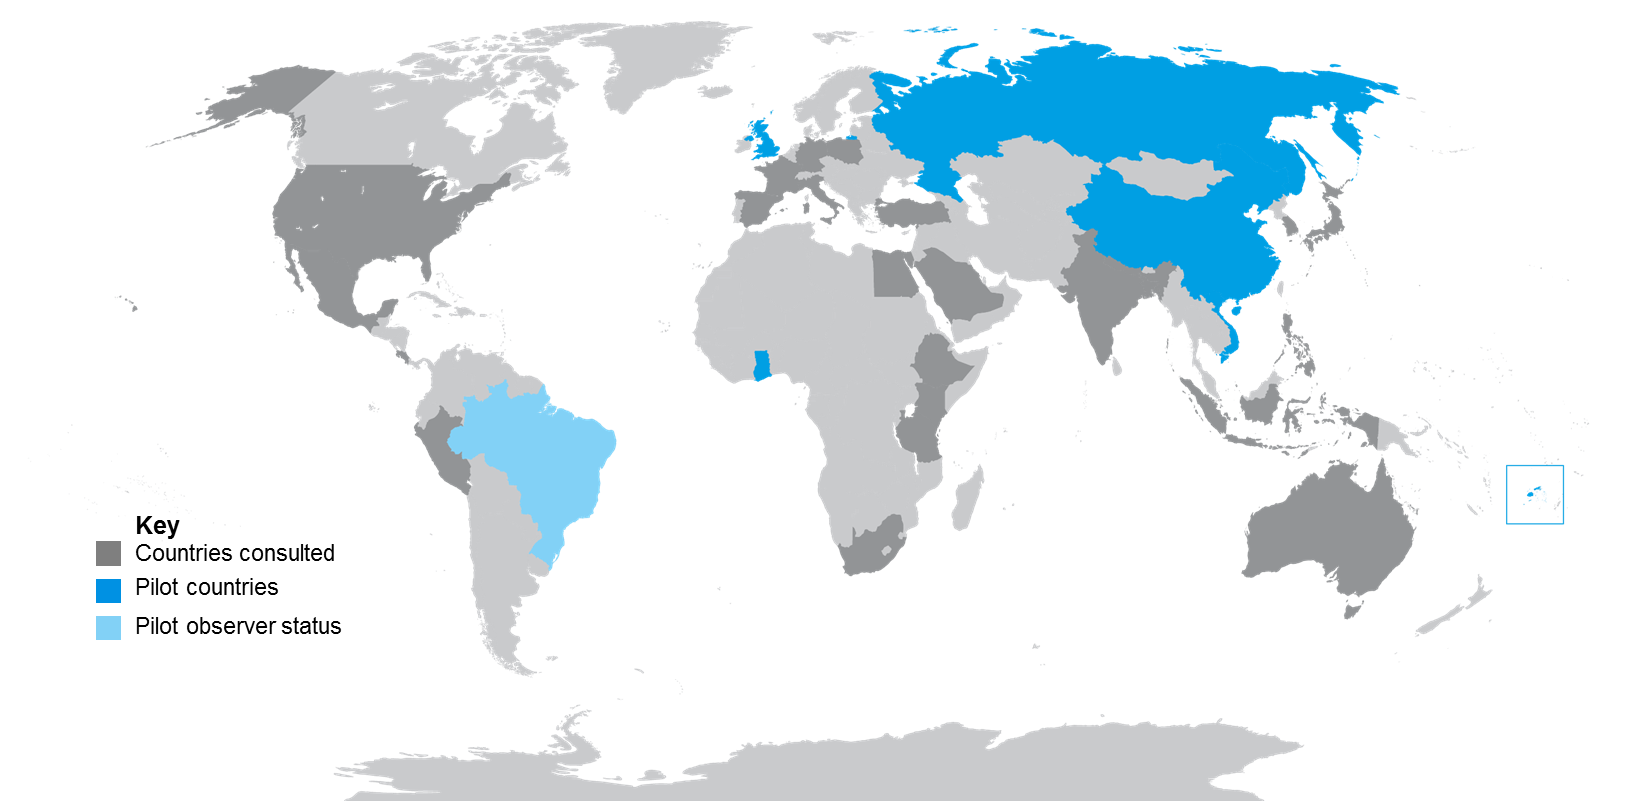 Key
Countries consulted
Pilot countries
Pilot observer status